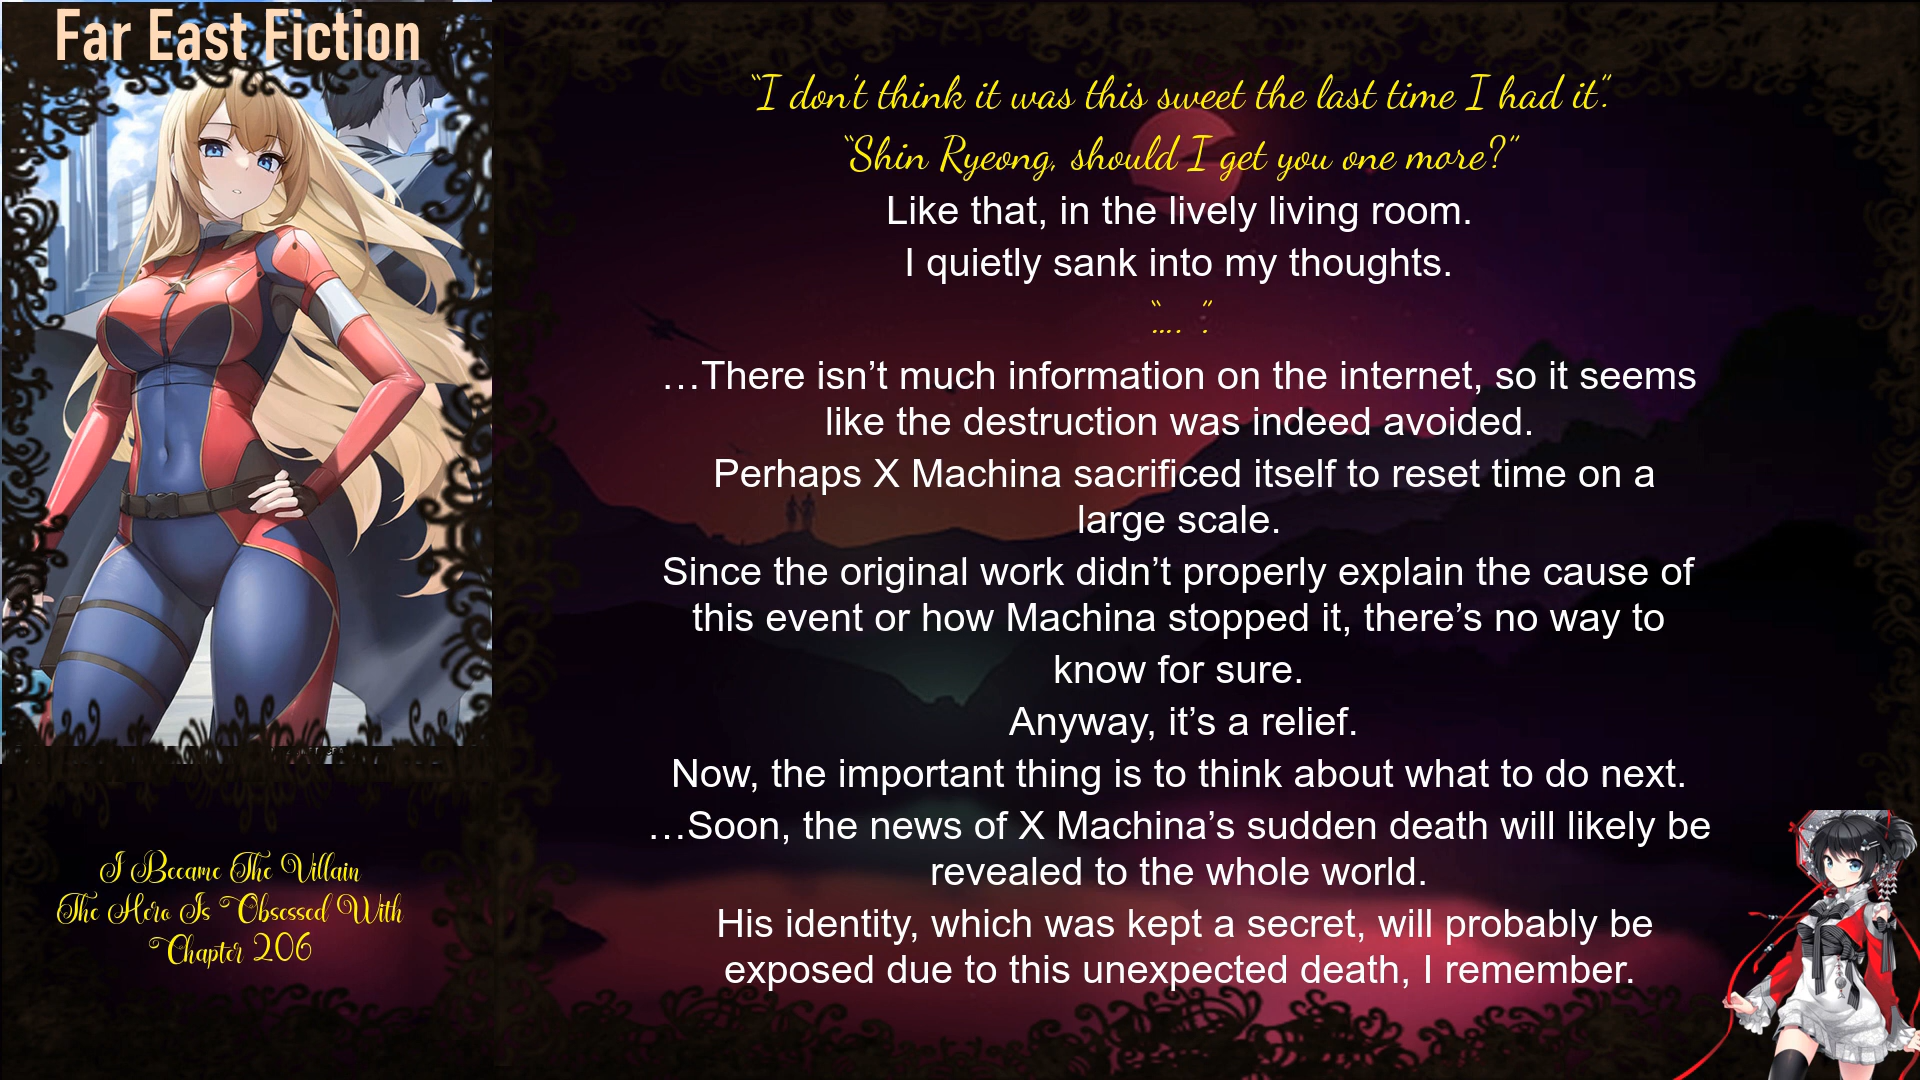 Far East Fiction
“I don’t think it was this sweet the last time I had it”.
“Shin Ryeong, should I get you one more?”
Like that, in the lively living room.
I quietly sank into my thoughts.
“…. ”.
…There isn’t much information on the internet, so it seems
like the destruction was indeed avoided.
Perhaps X Machina sacrificed itself to reset time on a
large scale.
Since the original work didn’t properly explain the cause of
this event or how Machina stopped it, there’s no way to
know for sure.
Anyway, it’s a relief.
Now, the important thing is to think about what to do next.
…Soon, the news of X Machina’s sudden death will likely be
revealed to the whole world.
His identity, which was kept a secret, will probably be
exposed due to this unexpected death, I remember.
I Became The Villain
The Hero Is Obsessed With
Chapter 206